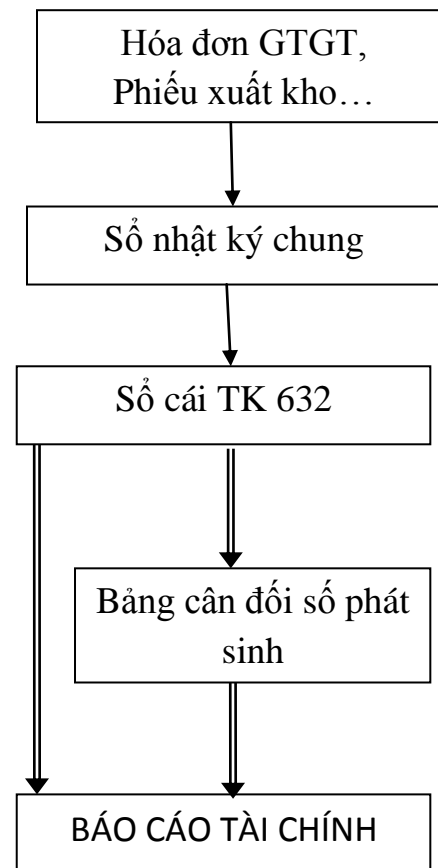 Hóa đơn GTGT,
Phiếu xuất kho…
Sổ nhật ký chung
Sổ cái TK 632
Bảng cân đối số phát
sinh
BÁO CÁO TÀI CHÍNH